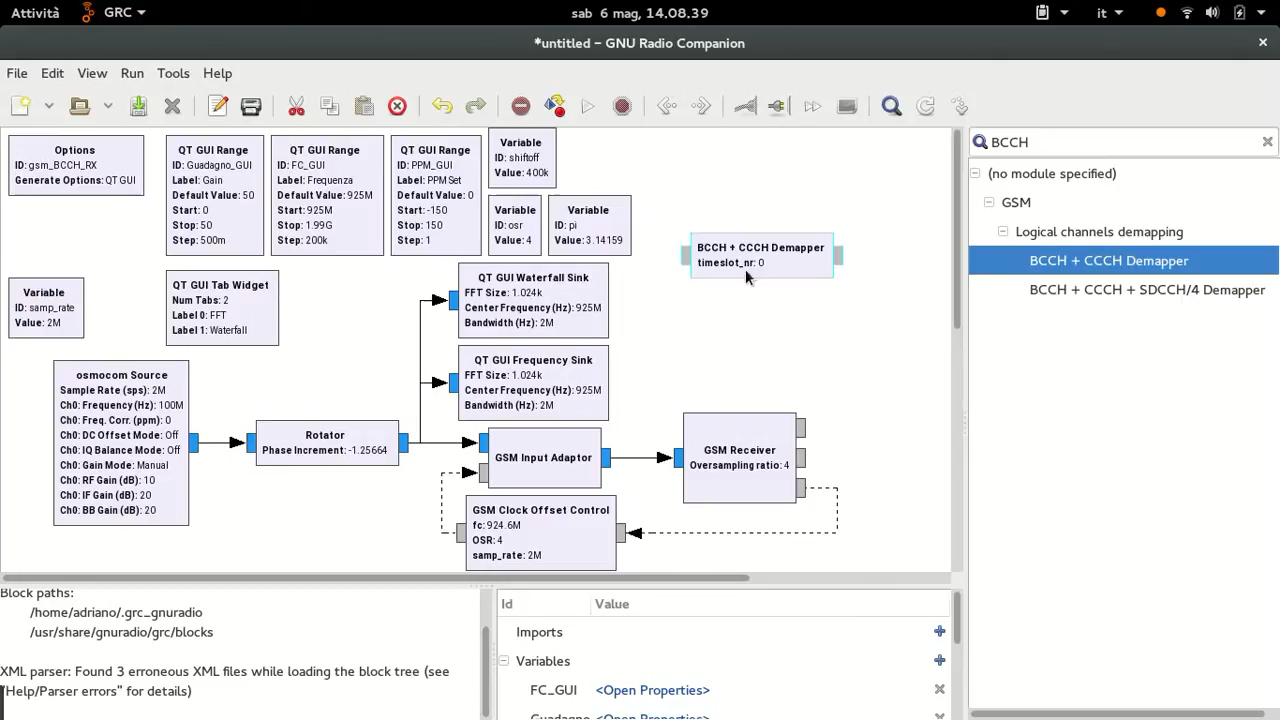 Attività
GRC
sab 6 mag, 14.08.39
it
*untitled – GNU Radio Companion
File Edit View Run Tools Help
Options
ID: gsm_BCCH_RX
Generate Options: QT GUI
QT GUI Range
ID: Guadagno_GUI
Label: Gain
Default Value: 50
Start: 0
Stop: 50
Step: 500m
QT GUI Range
ID: FC_GUI
Label: Frequenza
Default Value: 925M
Start: 925M
Stop: 1.99G
Step: 200k
QT GUI Range
ID: PPM_GUI
Label: PPM Set
Default Value: 0
Start: -150
Stop: 150
Step: 1
Variable
ID: shiftoff
Value: 400k
Variable
ID: osr
Value: 4
Variable
ID: pi
Value: 3.14159
BCCH + CCCH Demapper
timeslot_nr: 0
Variable
ID: samp_rate
Value: 2M
QT GUI Tab Widget
Num Tabs: 2
Label 0: FFT
Label 1: Waterfall
QT GUI Waterfall Sink
FFT Size: 1.024k
Center Frequency (Hz): 925M
Bandwidth (Hz): 2M
QT GUI Frequency Sink
FFT Size: 1.024k
Center Frequency (Hz): 925M
Bandwidth (Hz): 2M
osmocom Source
Sample Rate (sps): 2M
Ch0: Frequency (Hz): 100M
Ch0: Freq. Corr. (ppm): 0
Ch0: DC Offset Mode: Off
Ch0: IQ Balance Mode: Off
Ch0: Gain Mode: Manual
Ch0: RF Gain (dB): 10
Ch0: IF Gain (dB): 20
Ch0: BB Gain (dB): 20
Rotator
Phase Increment: -1.25664
GSM Input Adaptor
GSM Receiver
Oversampling ratio: 4
GSM Clock Offset Control
fc: 924.6M
OSR: 4
samp_rate: 2M
BCCH
(no module specified)
GSM
Logical channels demapping
BCCH + CCCH Demapper
BCCH + CCCH + SDCCH/4 Demapper
Block paths:
/home/adriano/.grc_gnuradio
/usr/share/gnuradio/grc/blocks
XML parser: Found 3 erroneous XML files while loading the block tree (see
"Help/Parser errors" for details)
Id Value
Imports
Variables
FC_GUI <Open Properties>
Guadagno <Open Properties>